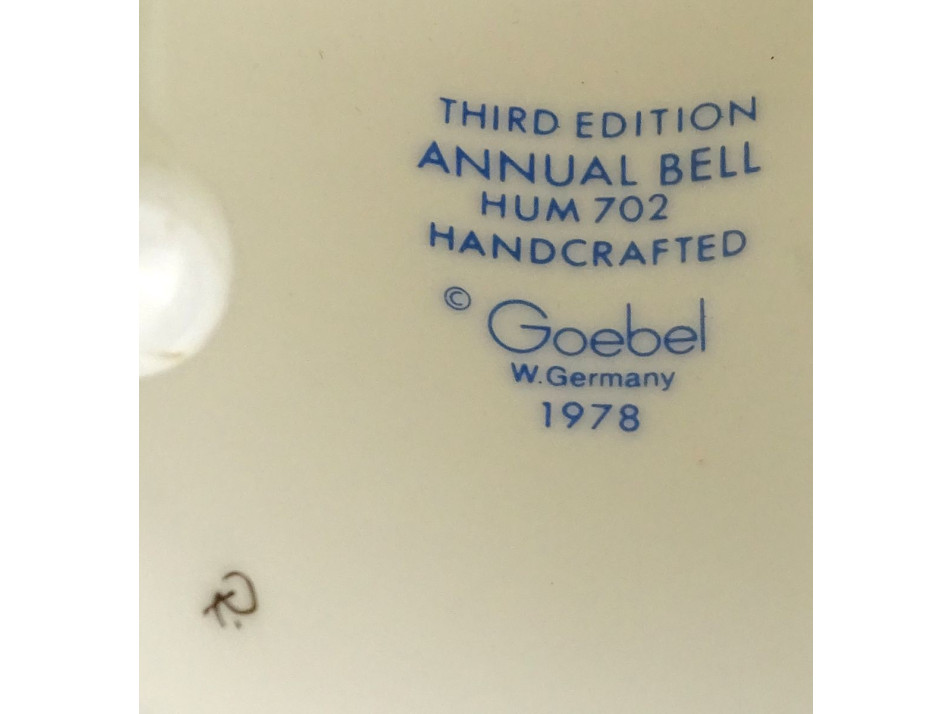 THIRD EDITION
ANNUAL BELL
HUM 702
HANDCRAFTED
© Goebel
W. Germany
1978